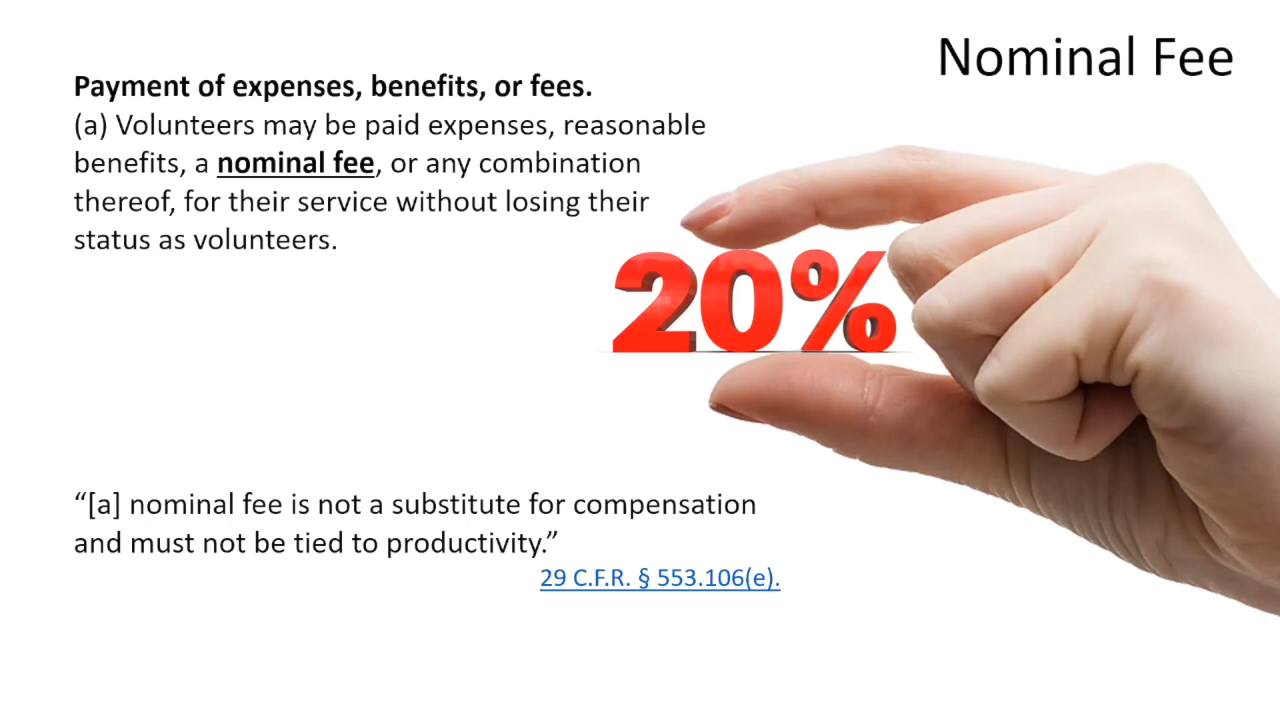 Nominal Fee
Payment of expenses, benefits, or fees.
(a) Volunteers may be paid expenses, reasonable
benefits, a nominal fee, or any combination
thereof, for their service without losing their
status as volunteers.
20%
“[a] nominal fee is not a substitute for compensation
and must not be tied to productivity.”
29 C.F.R. § 553.106(e).